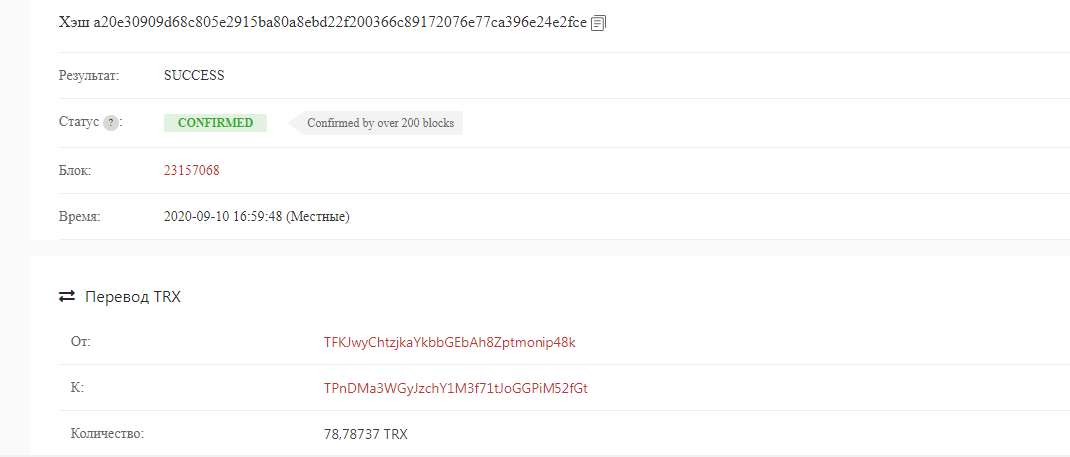 Хэш a20e30909d68c805e2915ba80a8ebd22f200366c89172076e77ca396e24e2fce
Результат: SUCCESS
Статус ?: CONFIRMED Confirmed by over 200 blocks
Блок: 23157068
Время: 2020-09-10 16:59:48 (Местные)
Перевод TRX
От: TFKJwyChtzjkaYkbbGEbAh8Zptmonip48k
К: TPnDMa3WGyJzchY1M3f71tJoGGPiM52fGt
Количество: 78,78737 TRX